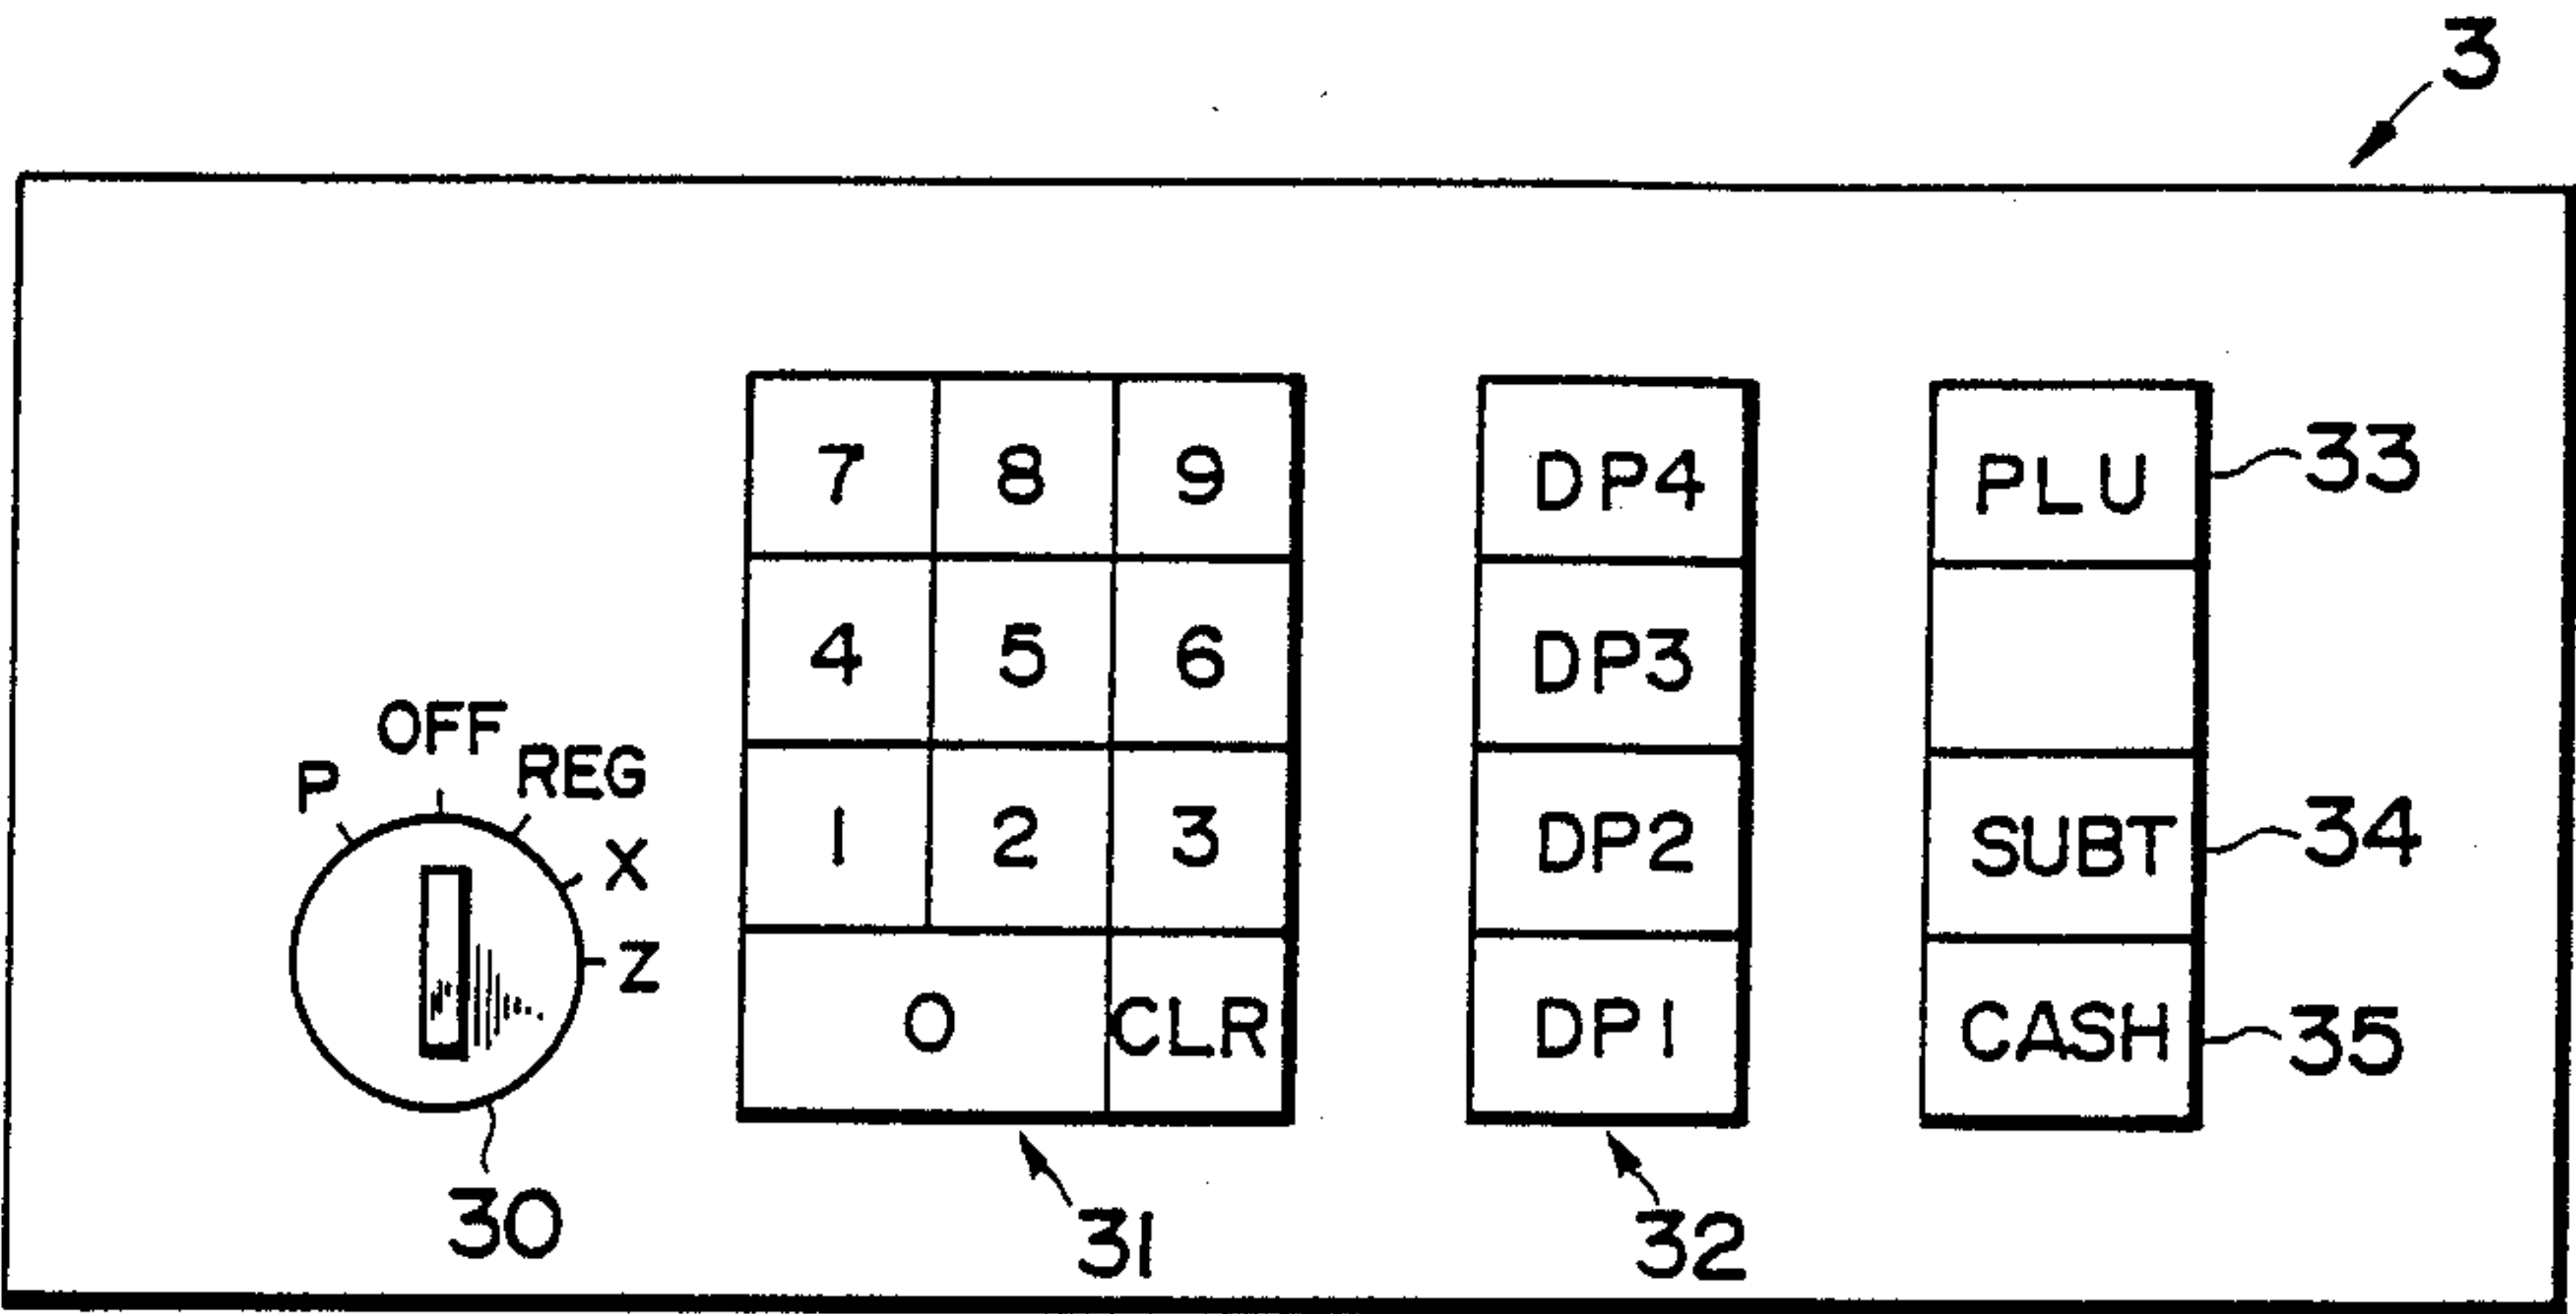 3
7 8 9 DP4 PLU 33
4 5 6 DP3
OFF
P REG
1 2 3 DP2 SUBT 34
X
Z
0 CLR DP1 CASH 35
30 31 32